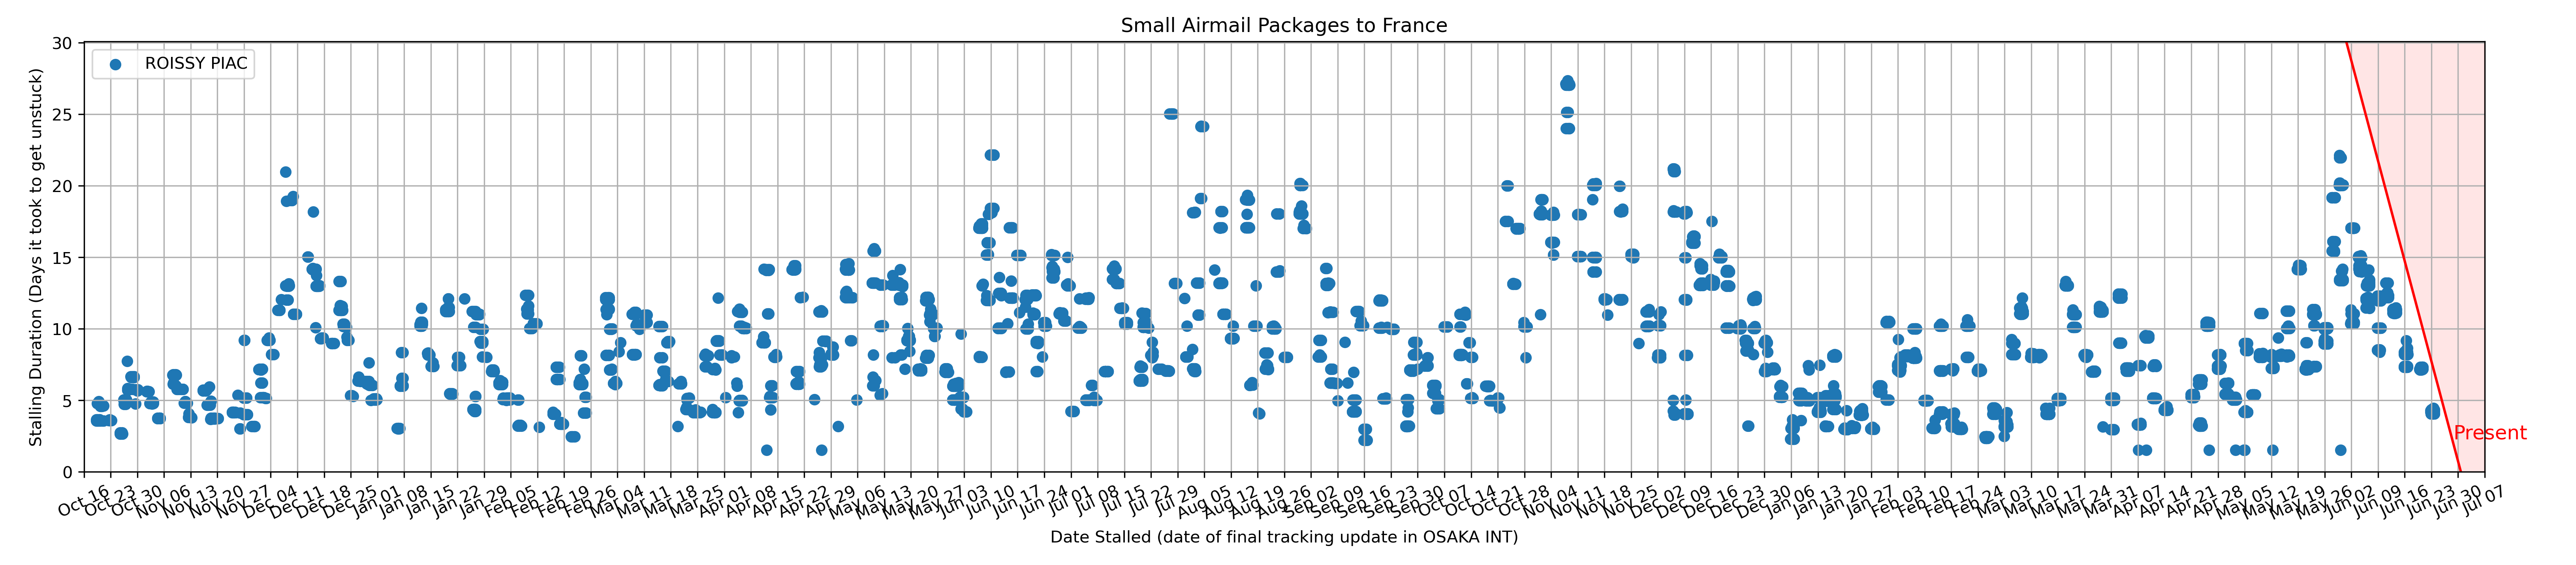 Small Airmail Packages to France
ROISSY PIAC
Stalling Duration (Days it took to get unstuck)
30
25
20
15
10
5
0
Present
Oct 16
Oct 23
Oct 30
Nov 06
Nov 13
Nov 20
Nov 27
Dec 04
Dec 11
Dec 18
Dec 25
Jan 01
Jan 08
Jan 15
Jan 22
Jan 29
Feb 05
Feb 12
Feb 19
Feb 26
Mar 04
Mar 11
Mar 18
Mar 25
Apr 01
Apr 08
Apr 15
Apr 22
Apr 29
May 06
May 13
May 20
May 27
Jun 03
Jun 10
Jun 17
Jun 24
Jul 01
Jul 08
Jul 15
Jul 22
Jul 29
Aug 05
Aug 12
Aug 19
Aug 26
Sep 02
Sep 09
Sep 16
Sep 23
Sep 30
Oct 07
Oct 14
Oct 21
Oct 28
Nov 04
Nov 11
Nov 18
Nov 25
Dec 02
Dec 09
Dec 16
Dec 23
Dec 30
Jan 06
Jan 13
Jan 20
Jan 27
Feb 03
Feb 10
Feb 17
Feb 24
Mar 03
Mar 10
Mar 17
Mar 24
Mar 31
Apr 07
Apr 14
Apr 21
Apr 28
May 05
May 12
May 19
May 26
Jun 02
Jun 09
Jun 16
Jun 23
Jun 30
Jul 07
Date Stalled (date of final tracking update in OSAKA INT)